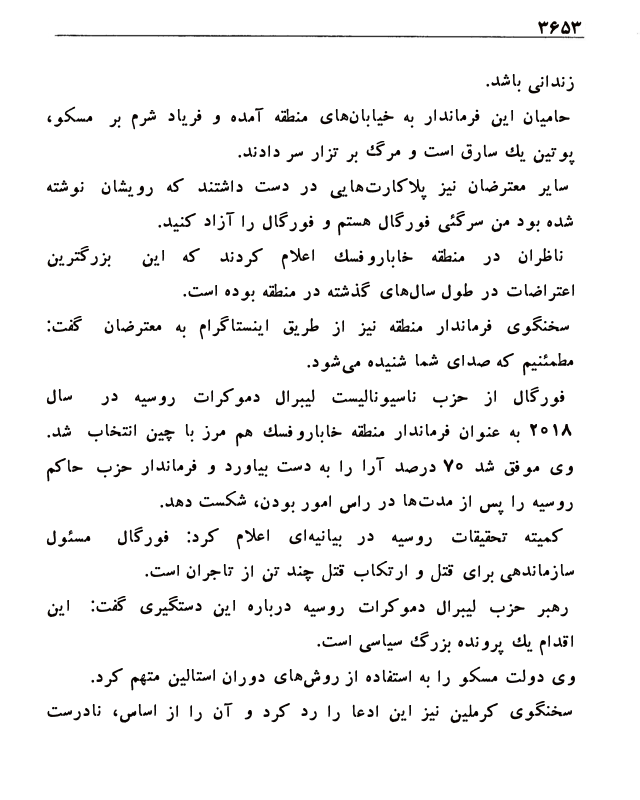 ۳۶۵۳
زندانی باشد.
حامیان این فرماندار به خیابان‌های منطقه آمده و فریاد شرم بر مسکو،
پوتین یك سارق است و مرگ بر تزار سر دادند.
سایر معترضان نیز پلاکارت‌هایی در دست داشتند که رویشان نوشته
شده بود من سرگئی فورگال هستم و فورگال را آزاد کنید.
ناظران در منطقه خاباروفسك اعلام کردند که این بزرگترین
اعتراضات در طول سال‌های گذشته در منطقه بوده است.
سخنگوی فرماندار منطقه نیز از طریق اینستاگرام به معترضان گفت:
مطمئنیم که صدای شما شنیده می‌شود.
فورگال از حزب ناسیونالیست لیبرال دموکرات روسیه در سال
۲۰۱۸ به عنوان فرماندار منطقه خاباروفسك هم مرز با چین انتخاب شد.
وی موفق شد ۷۰ درصد آرا را به دست بیاورد و فرماندار حزب حاکم
روسیه را پس از مدت‌ها در راس امور بودن، شکست دهد.
کمیته تحقیقات روسیه در بیانیه‌ای اعلام کرد: فورگال مسئول
سازماندهی برای قتل و ارتکاب قتل چند تن از تاجران است.
رهبر حزب لیبرال دموکرات روسیه درباره این دستگیری گفت: این
اقدام یك پرونده بزرگ سیاسی است.
وی دولت مسکو را به استفاده از روش‌های دوران استالین متهم کرد.
سخنگوی کرملین نیز این ادعا را رد کرد و آن را از اساس، نادرست